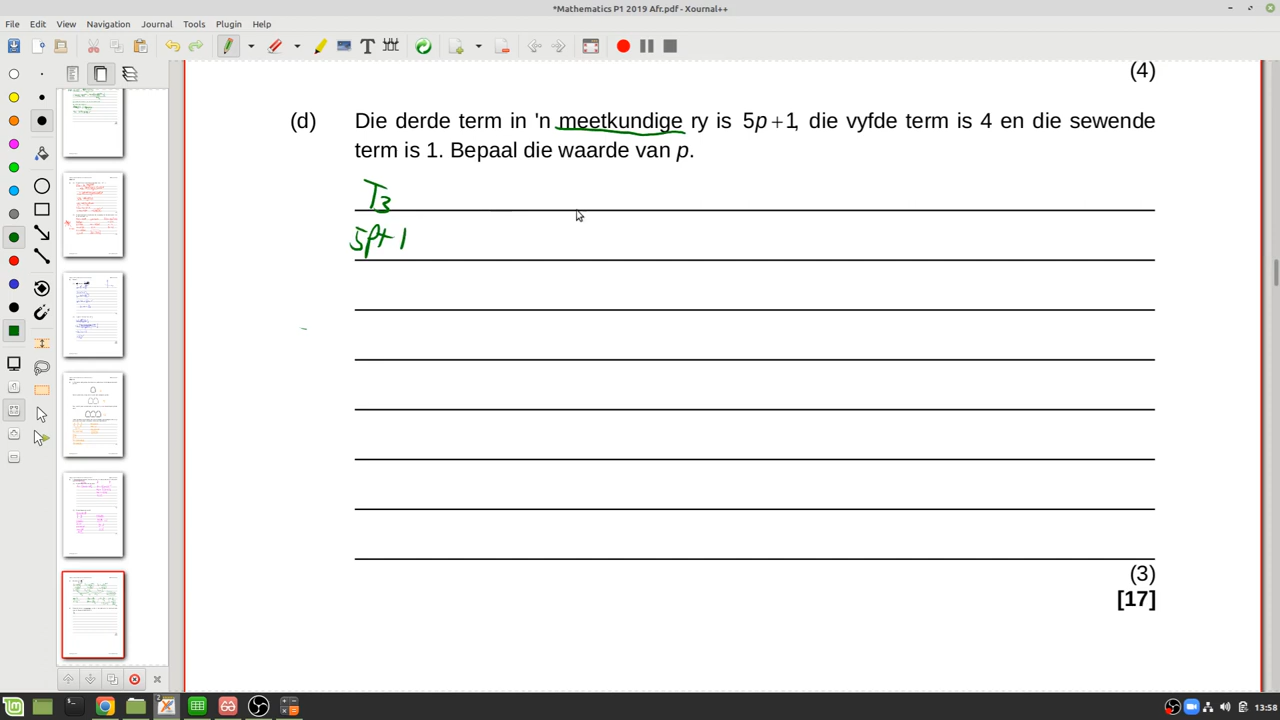 *Mathematics P1 2019 Afr.pdf - Xournal++
File Edit View Navigation Journal Tools Plugin Help
(4)
(d) Die derde term in 'n meetkundige ry is 5p+1, die vyfde term is 4 en die sewende
term is 1. Bepaal die waarde van p.
T3
5p+1
(3)
[17]
13:58